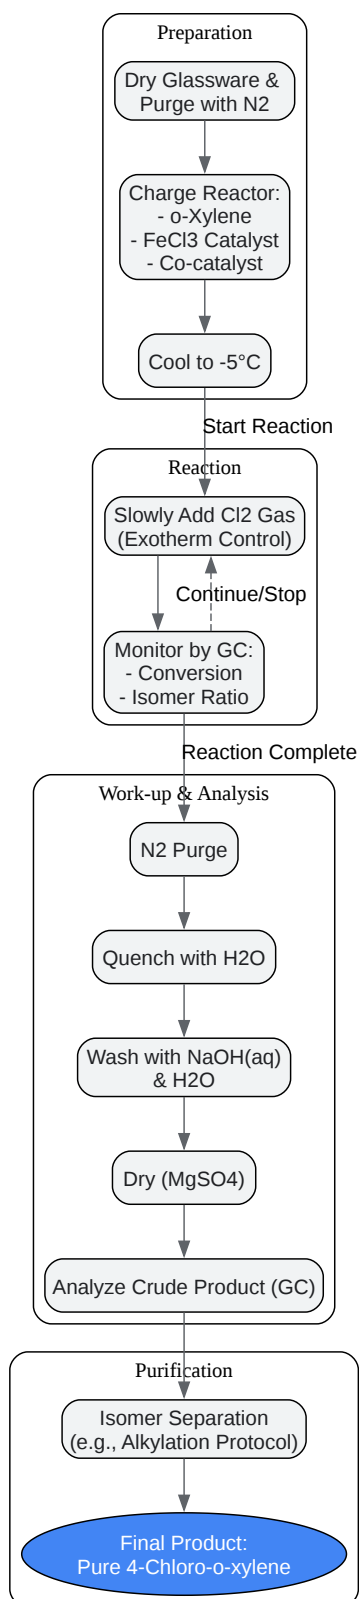 Preparation
Dry Glassware &
Purge with N2
Charge Reactor:
- o-Xylene
- FeCl3 Catalyst
- Co-catalyst
Cool to -5°C
Start Reaction
Reaction
Slowly Add Cl2 Gas
(Exotherm Control)
Continue/Stop
Monitor by GC:
- Conversion
- Isomer Ratio
Reaction Complete
Work-up & Analysis
N2 Purge
Quench with H2O
Wash with NaOH(aq)
& H2O
Dry (MgSO4)
Analyze Crude Product (GC)
Purification
Isomer Separation
(e.g., Alkylation Protocol)
Final Product:
Pure 4-Chloro-o-xylene